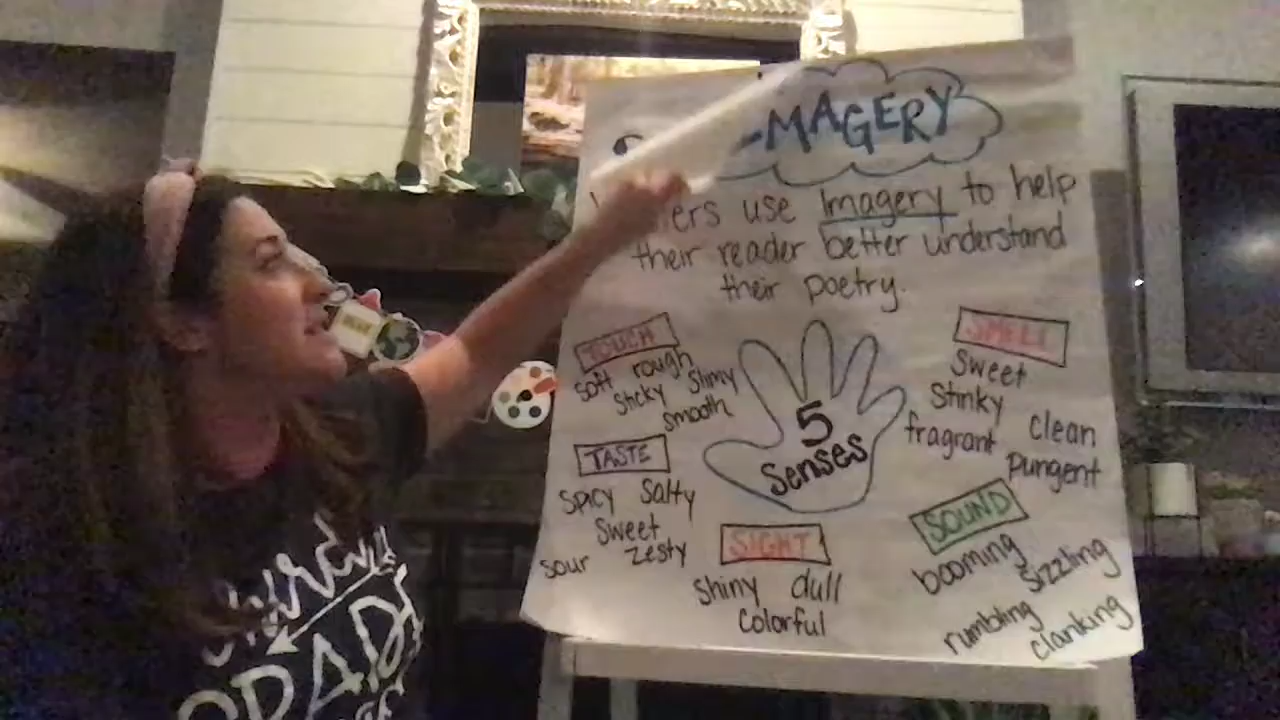 IMAGERY
use Imagery to help
their reader better understand
their poetry.
TOUCH
soft rough
sticky slimy
smooth
TASTE
spicy salty
sweet
sour zesty
5
senses
SIGHT
shiny dull
colorful
SMELL
sweet
stinky
fragrant clean
pungent
SOUND
booming sizzling
rumbling
clanking